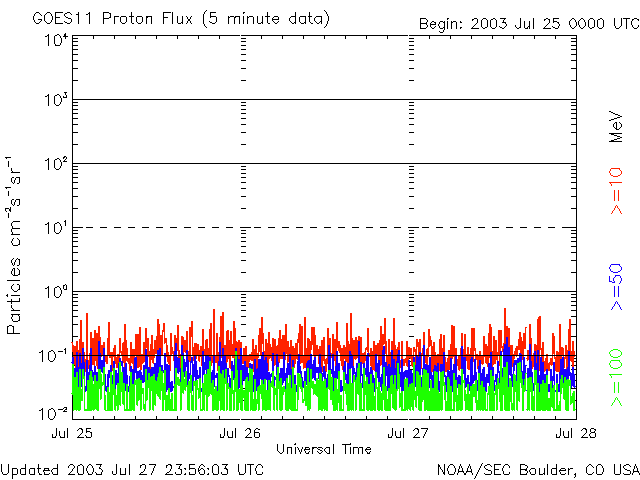 GOES11 Proton Flux (5 minute data)
Begin: 2003 Jul 25 0000 UTC
Particles cm⁻²s⁻¹sr⁻¹
10⁴
10³
10²
10¹
10⁰
10⁻¹
10⁻²
Jul 25
Jul 26
Jul 27
Jul 28
Universal Time
MeV
>=10
>=50
>=100
Updated 2003 Jul 27 23:56:03 UTC
NOAA/SEC Boulder, CO USA